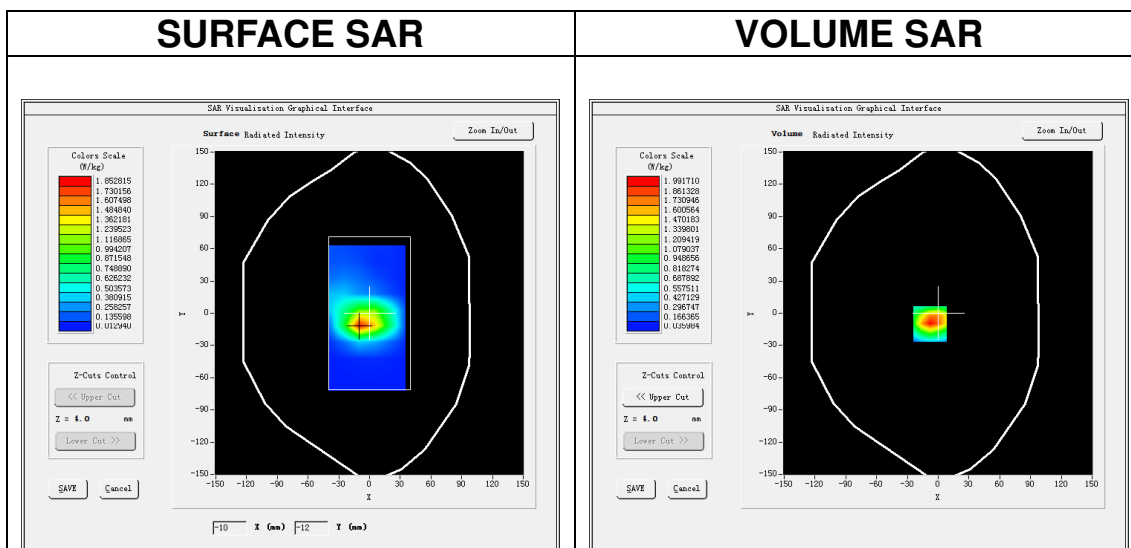 SURFACE SAR
VOLUME SAR
SAR Visualisation Graphical Interface
Surface Radiated Intensity
Zoom In/Out
Colors Scale
(W/kg)
1.852815
1.730156
1.607498
1.484840
1.362181
1.239523
1.116865
0.994207
0.871548
0.748890
0.626232
0.503573
0.380915
0.258257
0.135598
0.012940
Z-Cuts Control
<< Upper Cut
Z = 4.0 mm
Lower Cut >>
SAVE Cancel
150
120
90
60
30
0
-30
-60
-90
-120
-150
Y
-150 -120 -90 -60 -30 0 30 60 90 120 150
X
-10 X (mm) -12 Y (mm)
SAR Visualisation Graphical Interface
Volume Radiated Intensity
Zoom In/Out
Colors Scale
(W/kg)
1.991710
1.861328
1.730946
1.600564
1.470183
1.339801
1.209419
1.079037
0.948656
0.818274
0.687892
0.557511
0.427129
0.296747
0.166365
0.035984
Z-Cuts Control
<< Upper Cut
Z = 4.0 mm
Lower Cut >>
SAVE Cancel
150
120
90
60
30
0
-30
-60
-90
-120
-150
Y
-150 -120 -90 -60 -30 0 30 60 90 120 150
X